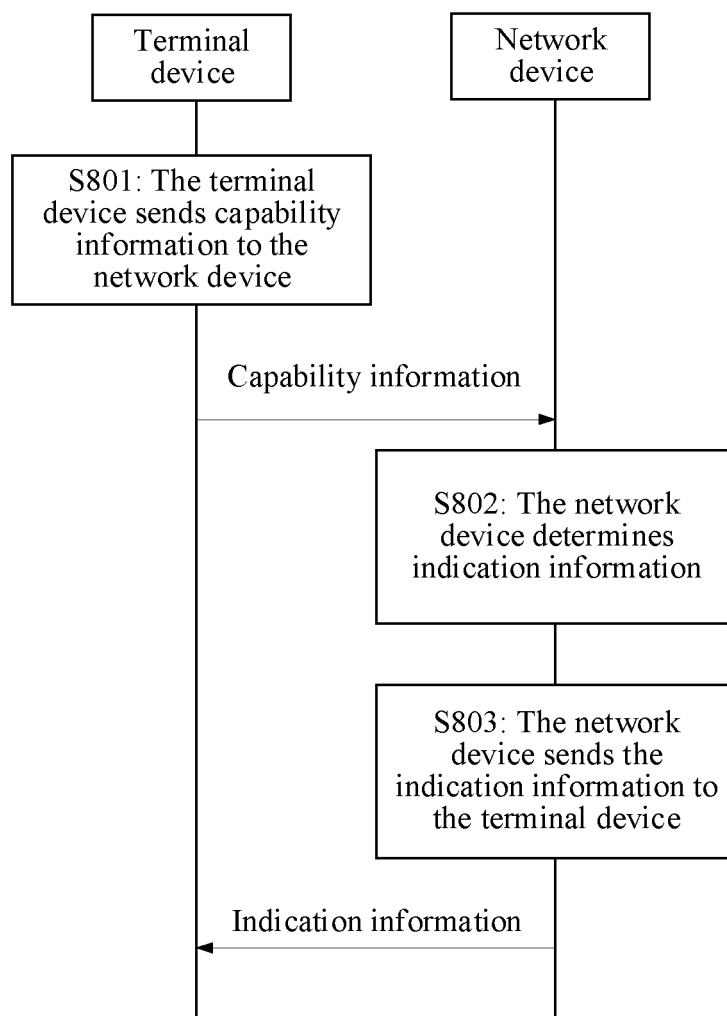 Terminal
device
Network
device
S801: The terminal
device sends capability
information to the
network device
Capability information
S802: The network
device determines
indication information
S803: The network
device sends the
indication information to
the terminal device
Indication information